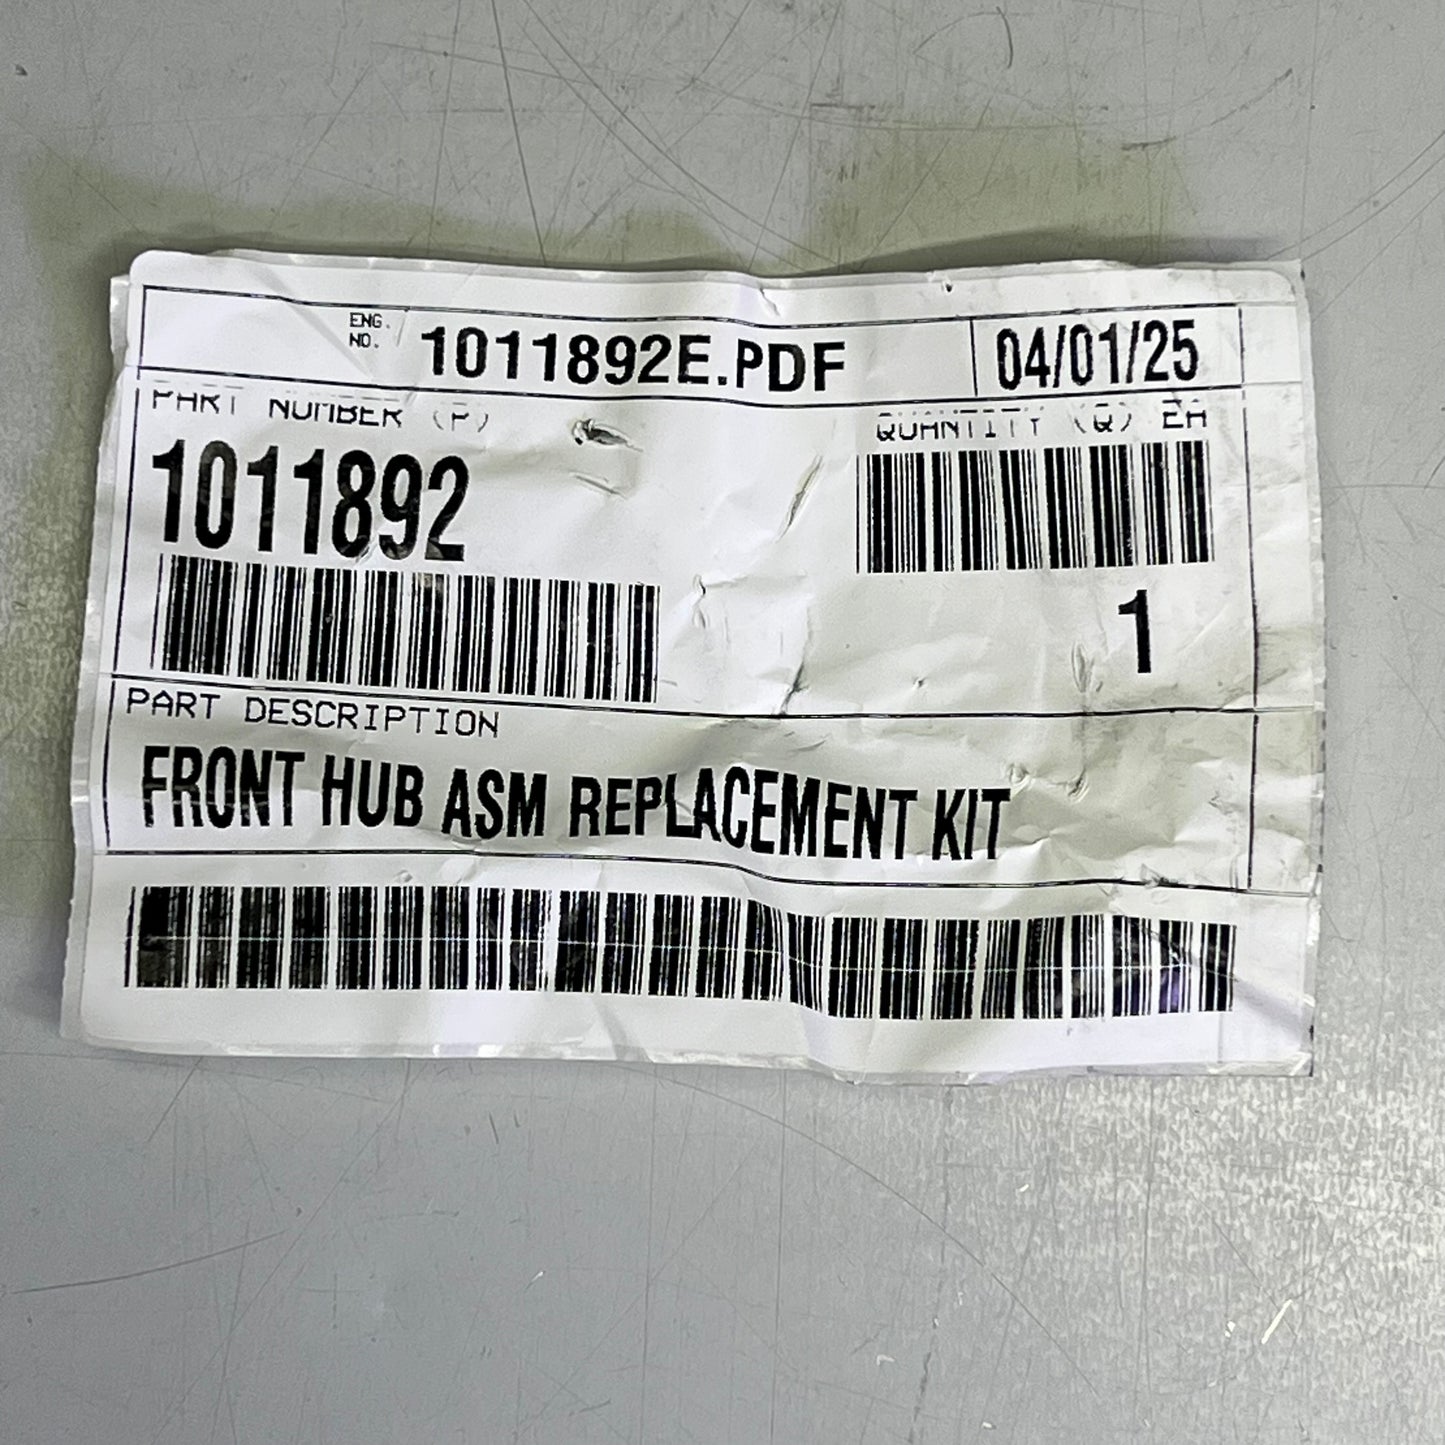 ENG. NO. 1011892E.PDF 04/01/25
PART NUMBER (P) QUANTITY (Q) EA
1011892
1
PART DESCRIPTION
FRONT HUB ASM REPLACEMENT KIT